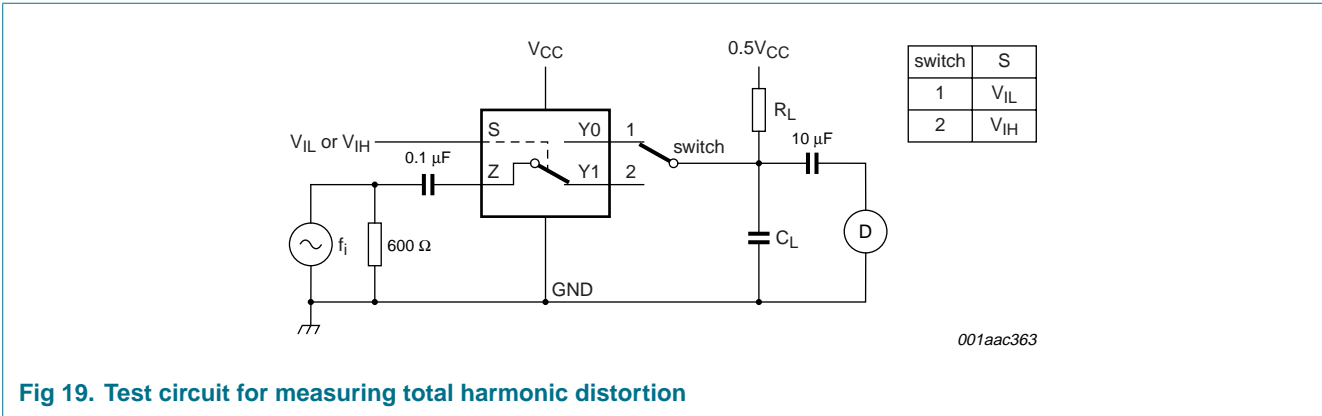 VCC
0.5VCC
switch S
1 VIL
2 VIH
RL
VIL or VIH
S
Y0
1
switch
10 μF
0.1 μF
Z
Y1
2
fi
600 Ω
CL
D
GND
001aac363
Fig 19. Test circuit for measuring total harmonic distortion